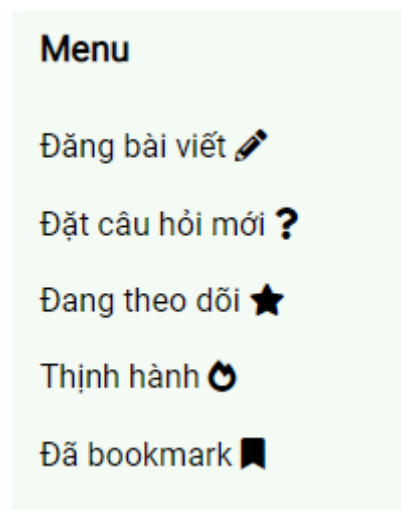 Menu
Đăng bài viết
Đặt câu hỏi mới ?
Đang theo dõi
Thịnh hành
Đã bookmark